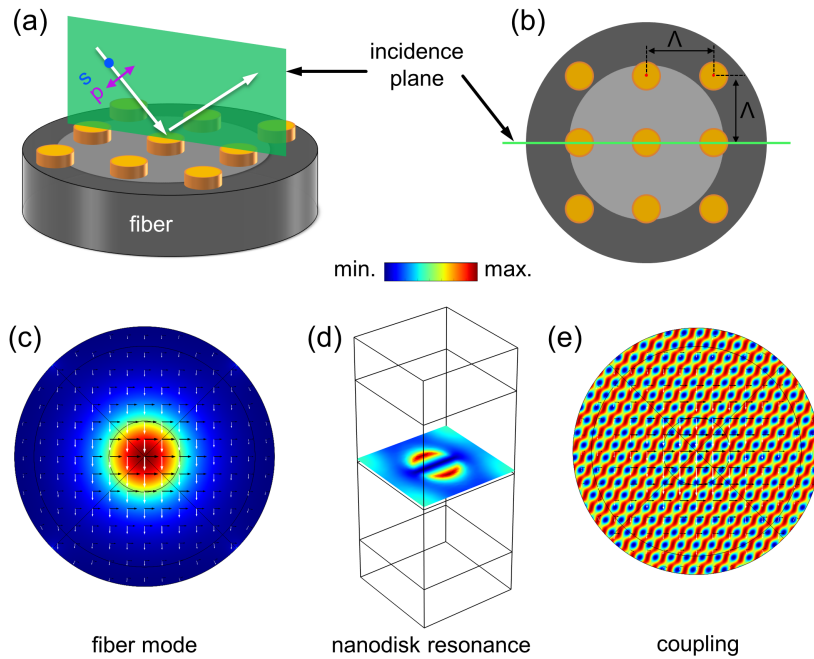 (a)
s
p
fiber
incidence
plane
(b)
Λ
Λ
min.
max.
(c)
fiber mode
(d)
nanodisk resonance
(e)
coupling